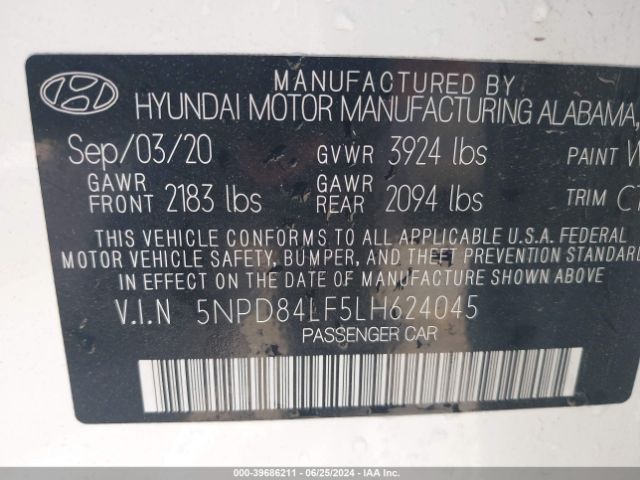 MANUFACTURED BY
HYUNDAI MOTOR MANUFACTURING ALABAMA,
Sep/03/20 GVWR 3924 lbs PAINT
GAWR FRONT 2183 lbs GAWR REAR 2094 lbs TRIM
THIS VEHICLE CONFORMS TO ALL APPLICABLE U.S.A. FEDERAL
MOTOR VEHICLE SAFETY, BUMPER, AND THEFT PREVENTION STANDARD
IN EFFECT ON THE DATE OF MANUFACTURE SHOWN ABOVE
V.I.N 5NPD84LF5LH624045
PASSENGER CAR
000-39686211 - 06/25/2024 - IAA Holdings, LLC